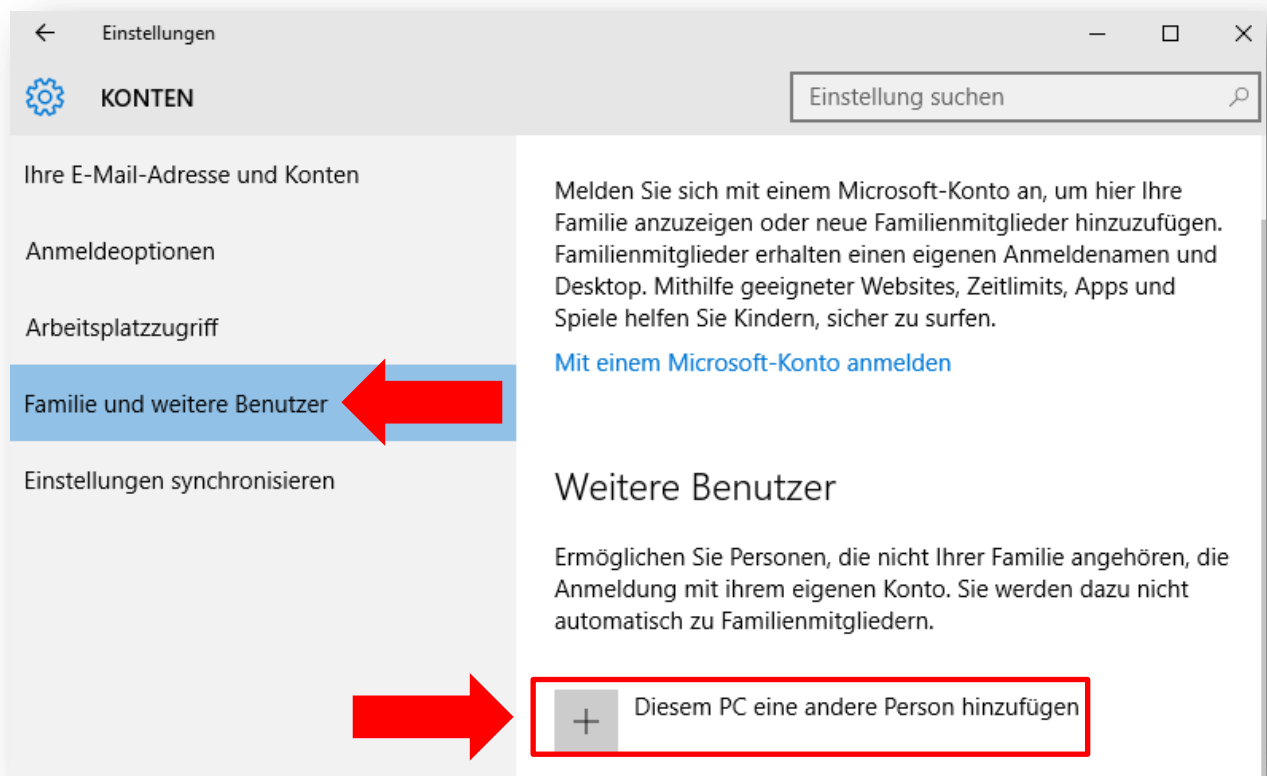 Einstellungen
KONTEN
Einstellung suchen
Ihre E-Mail-Adresse und Konten
Anmeldeoptionen
Arbeitsplatzzugriff
Familie und weitere Benutzer
Einstellungen synchronisieren
Melden Sie sich mit einem Microsoft-Konto an, um hier Ihre
Familie anzuzeigen oder neue Familienmitglieder hinzuzufügen.
Familienmitglieder erhalten einen eigenen Anmeldenamen und
Desktop. Mithilfe geeigneter Websites, Zeitlimits, Apps und
Spiele helfen Sie Kindern, sicher zu surfen.
Mit einem Microsoft-Konto anmelden
Weitere Benutzer
Ermöglichen Sie Personen, die nicht Ihrer Familie angehören, die
Anmeldung mit ihrem eigenen Konto. Sie werden dazu nicht
automatisch zu Familienmitgliedern.
Diesem PC eine andere Person hinzufügen